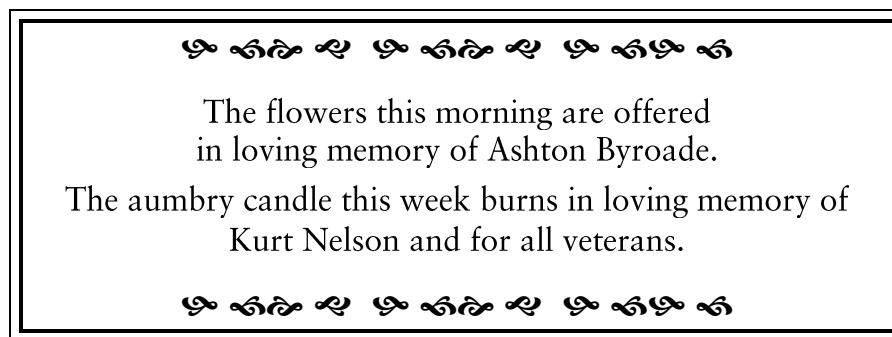 The flowers this morning are offered
in loving memory of Ashton Byroade.
The aumbry candle this week burns in loving memory of
Kurt Nelson and for all veterans.